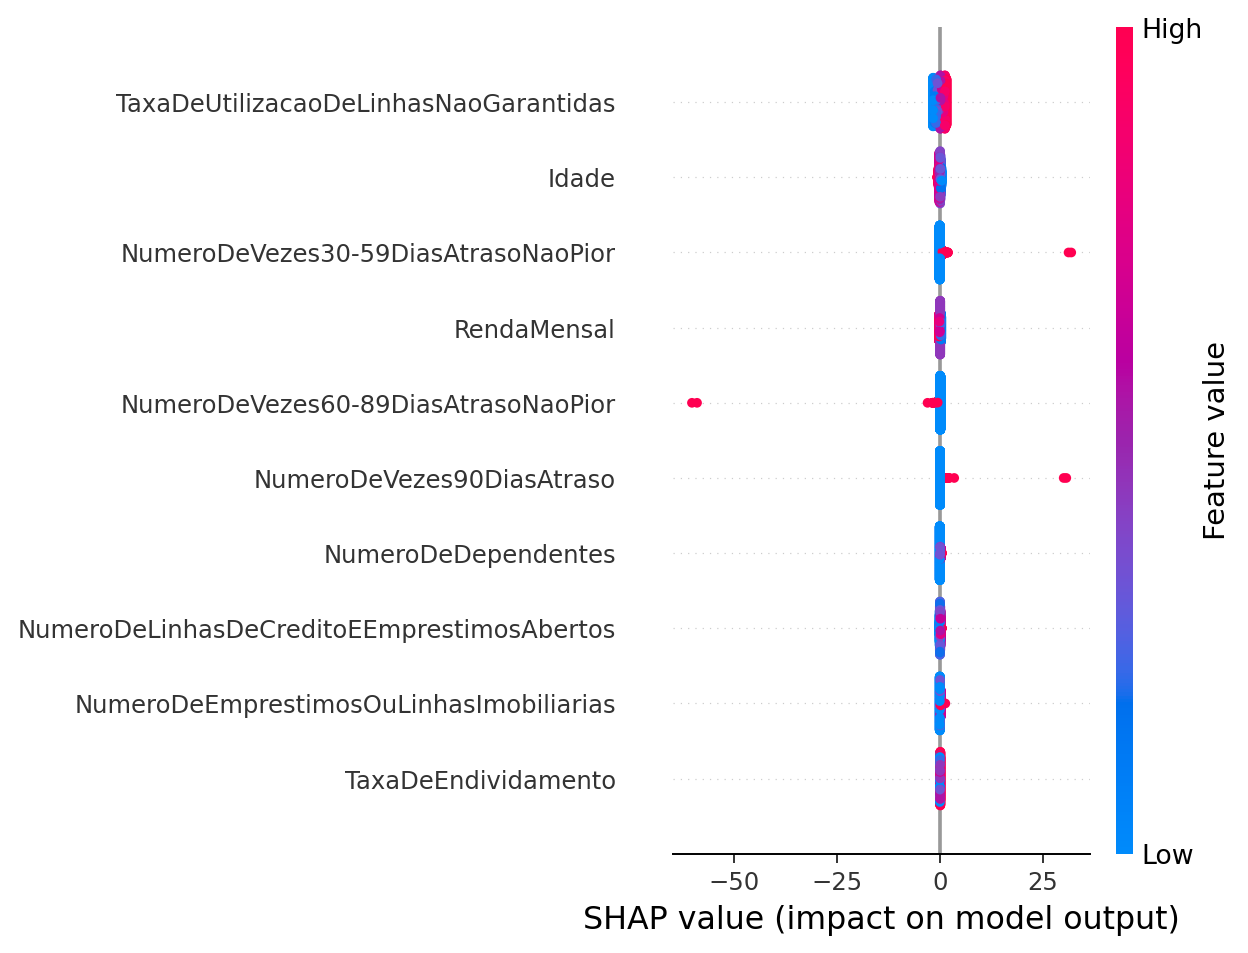 High
TaxaDeUtilizacaoDeLinhasNaoGarantidas
Idade
NumeroDeVezes30-59DiasAtrasoNaoPior
RendaMensal
NumeroDeVezes60-89DiasAtrasoNaoPior
NumeroDeVezes90DiasAtraso
NumeroDeDependentes
NumeroDeLinhasDeCreditoEEmprestimosAbertos
NumeroDeEmprestimosOuLinhasImobiliarias
TaxaDeEndividamento
Feature value
Low
−50 −25 0 25
SHAP value (impact on model output)